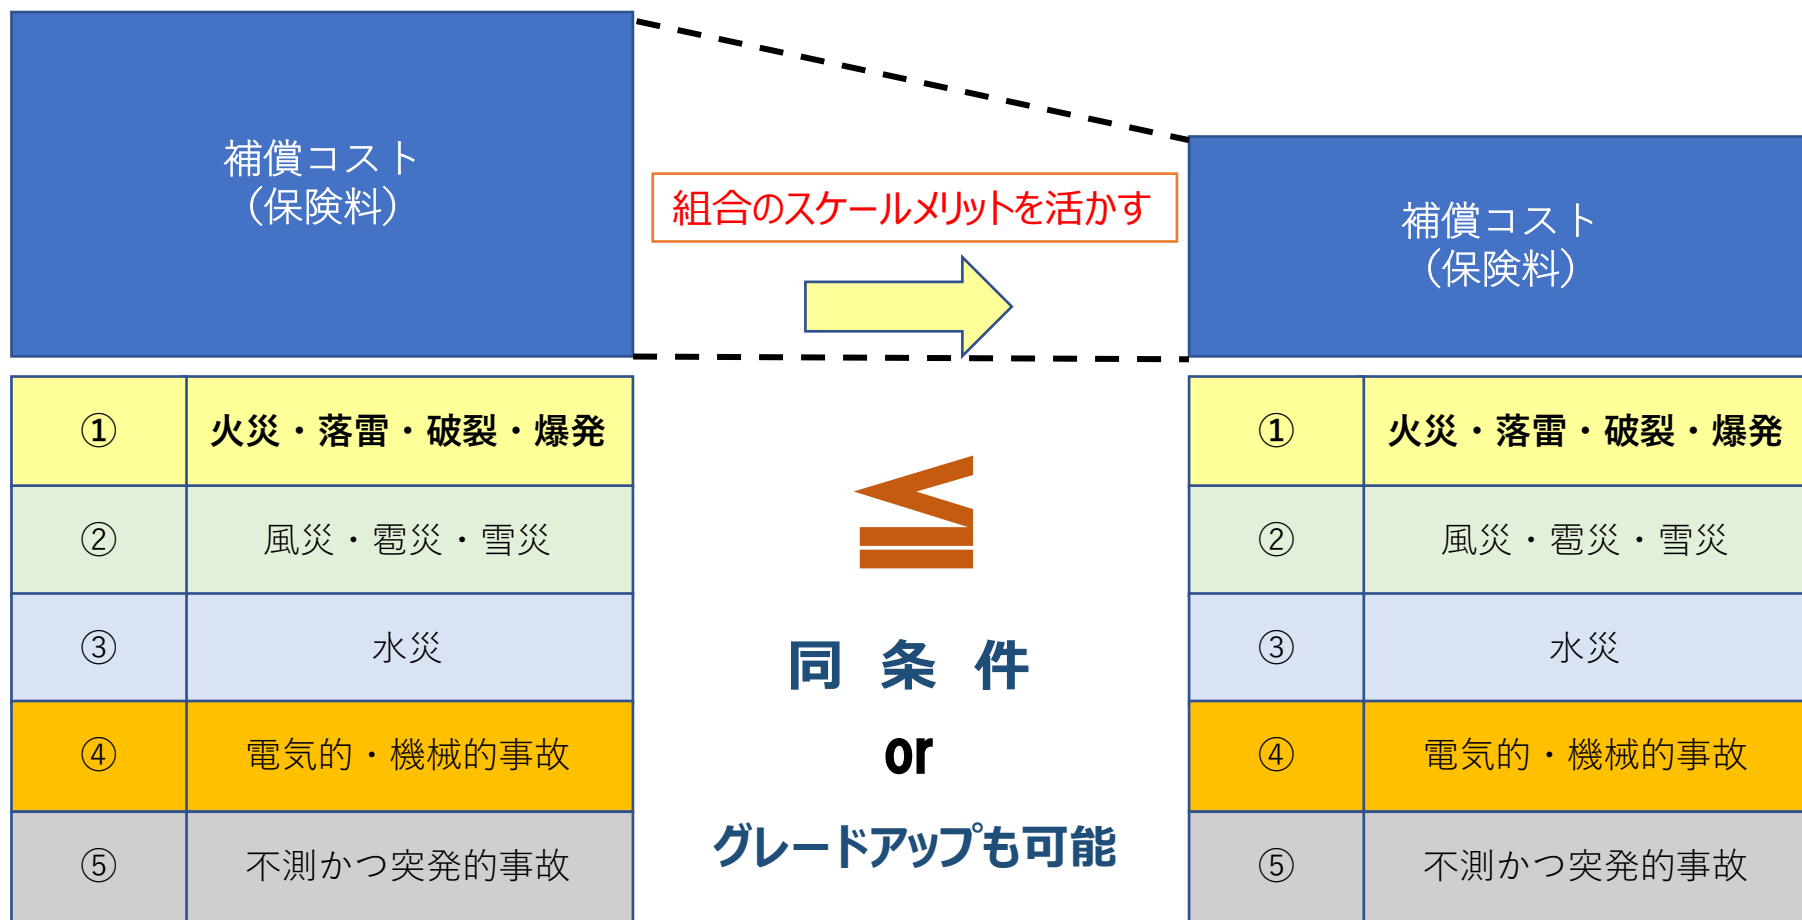 補償コスト
（保険料）
組合のスケールメリットを活かす
補償コスト
（保険料）
① 火災・落雷・破裂・爆発
② 風災・雹災・雪災
③ 水災
④ 電気的・機械的事故
⑤ 不測かつ突発的事故
≦
同 条 件
or
グレードアップも可能
① 火災・落雷・破裂・爆発
② 風災・雹災・雪災
③ 水災
④ 電気的・機械的事故
⑤ 不測かつ突発的事故